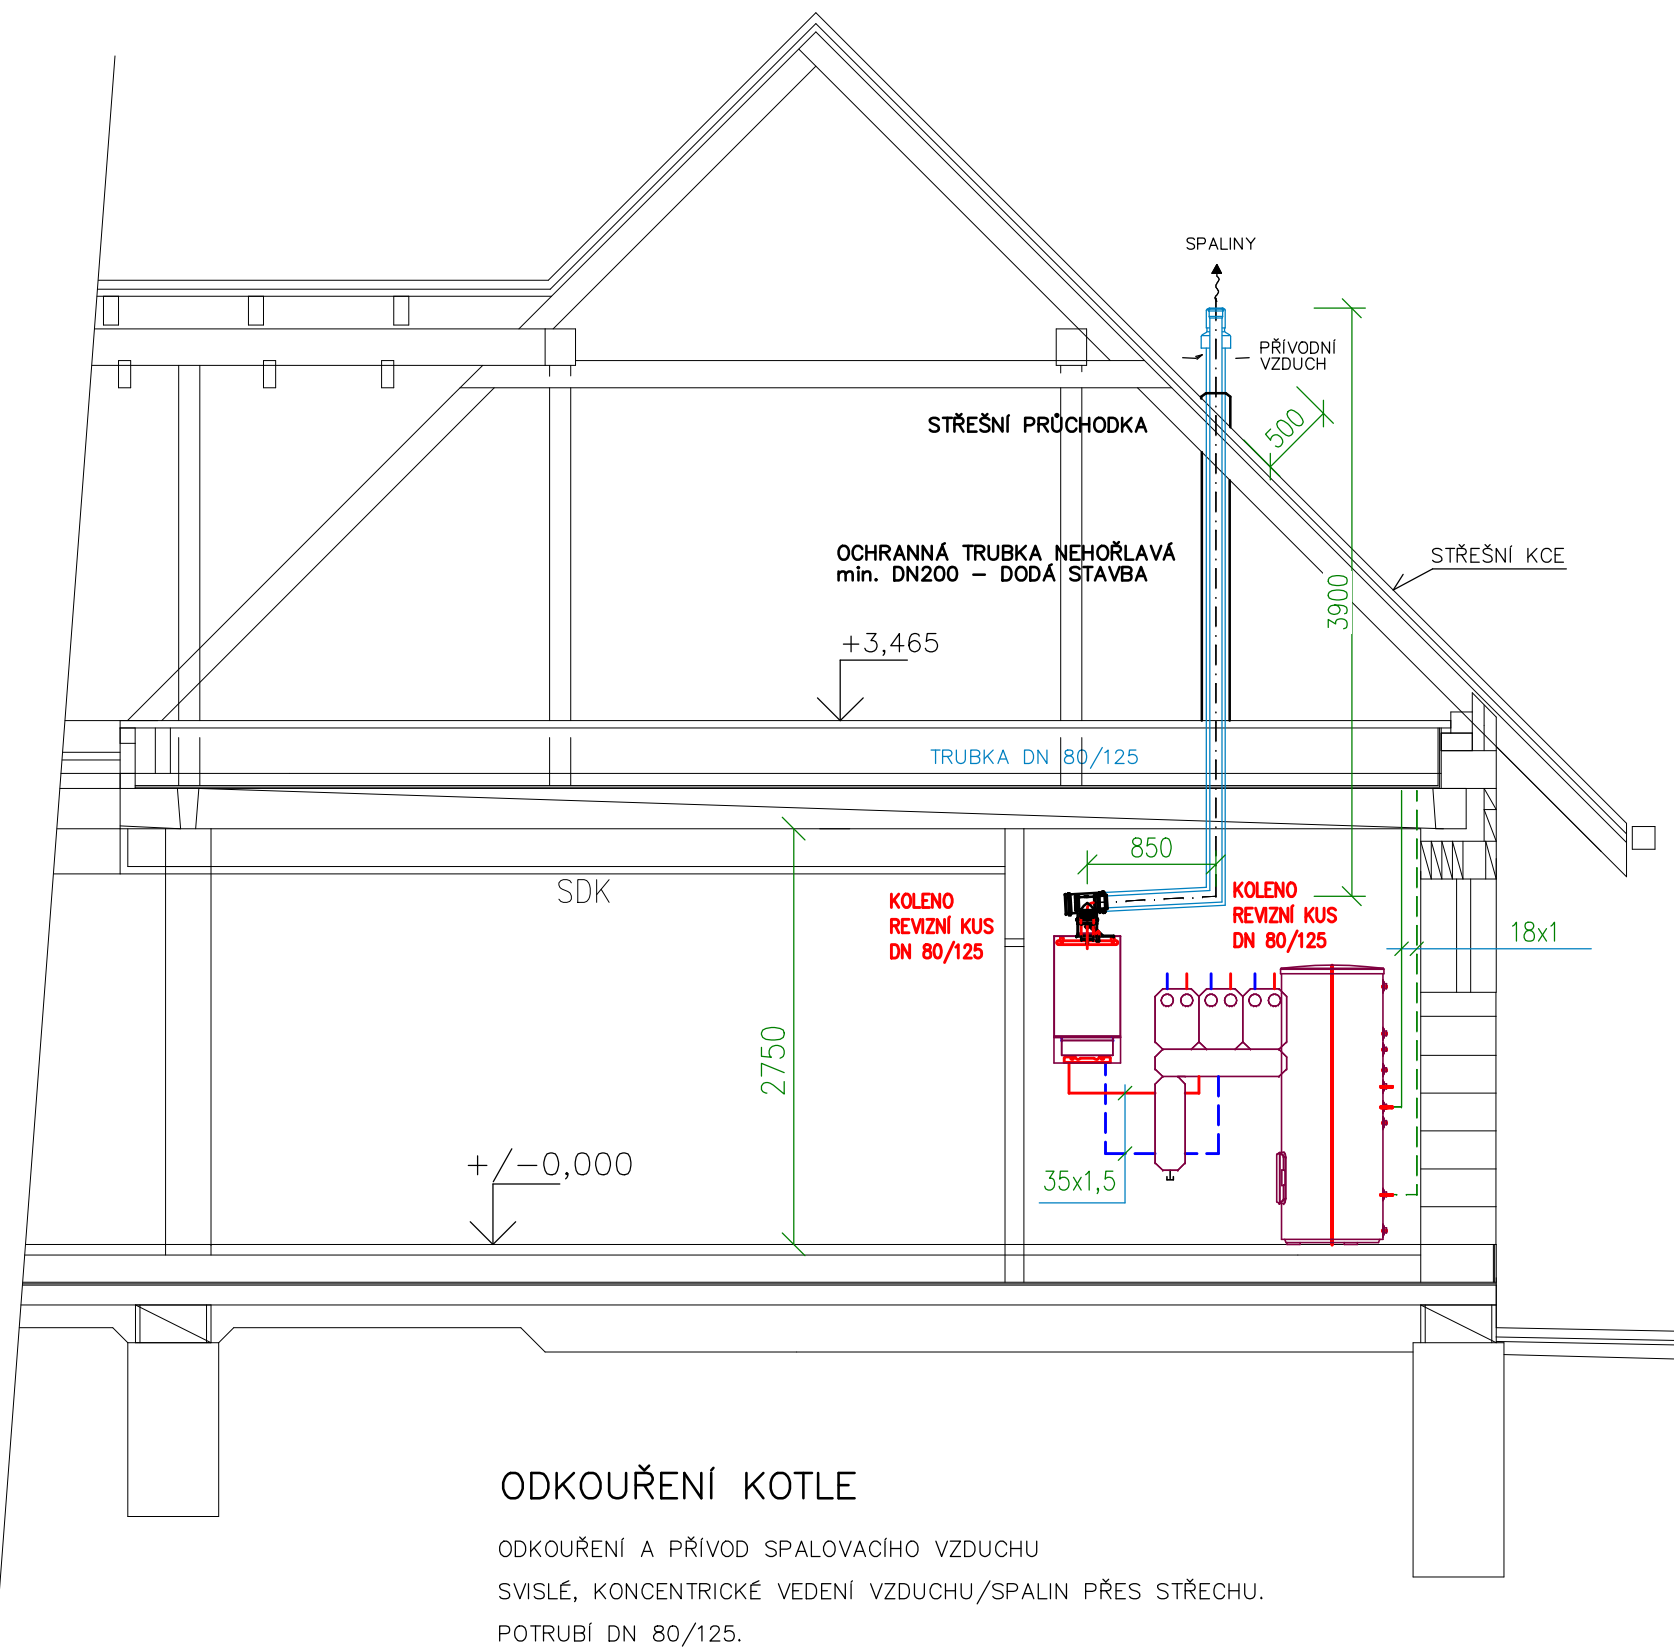 SPALINY
PŘÍVODNÍ
VZDUCH
STŘEŠNÍ PRŮCHODKA
500
OCHRANNÁ TRUBKA NEHOŘLAVÁ
min. DN200 – DODÁ STAVBA
STŘEŠNÍ KCE
3900
+3,465
TRUBKA DN 80/125
850
SDK
KOLENO
REVIZNÍ KUS
DN 80/125
KOLENO
REVIZNÍ KUS
DN 80/125
18x1
2750
+/-0,000
35x1,5
ODKOUŘENÍ KOTLE
ODKOUŘENÍ A PŘÍVOD SPALOVACÍHO VZDUCHU
SVISLÉ, KONCENTRICKÉ VEDENÍ VZDUCHU/SPALIN PŘES STŘECHU.
POTRUBÍ DN 80/125.